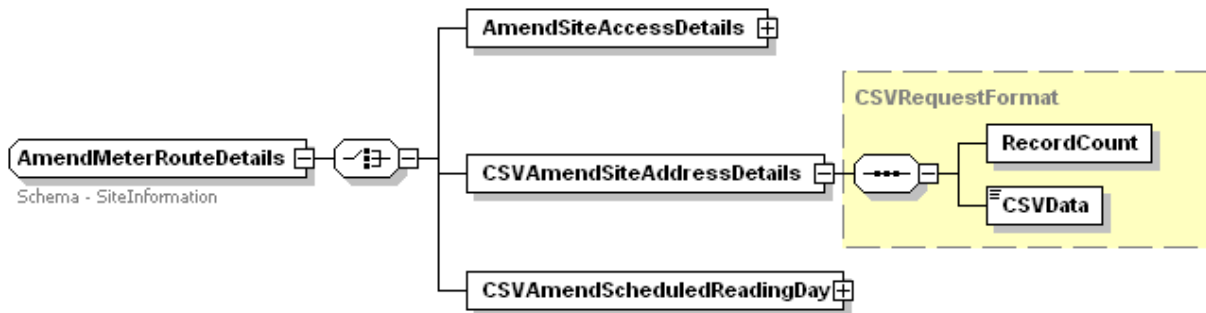 AmendSiteAccessDetails
CSVRequestFormat
AmendMeterRouteDetails
Schema - SiteInformation
CSVAmendSiteAddressDetails
RecordCount
CSVData
CSVAmendScheduledReadingDay